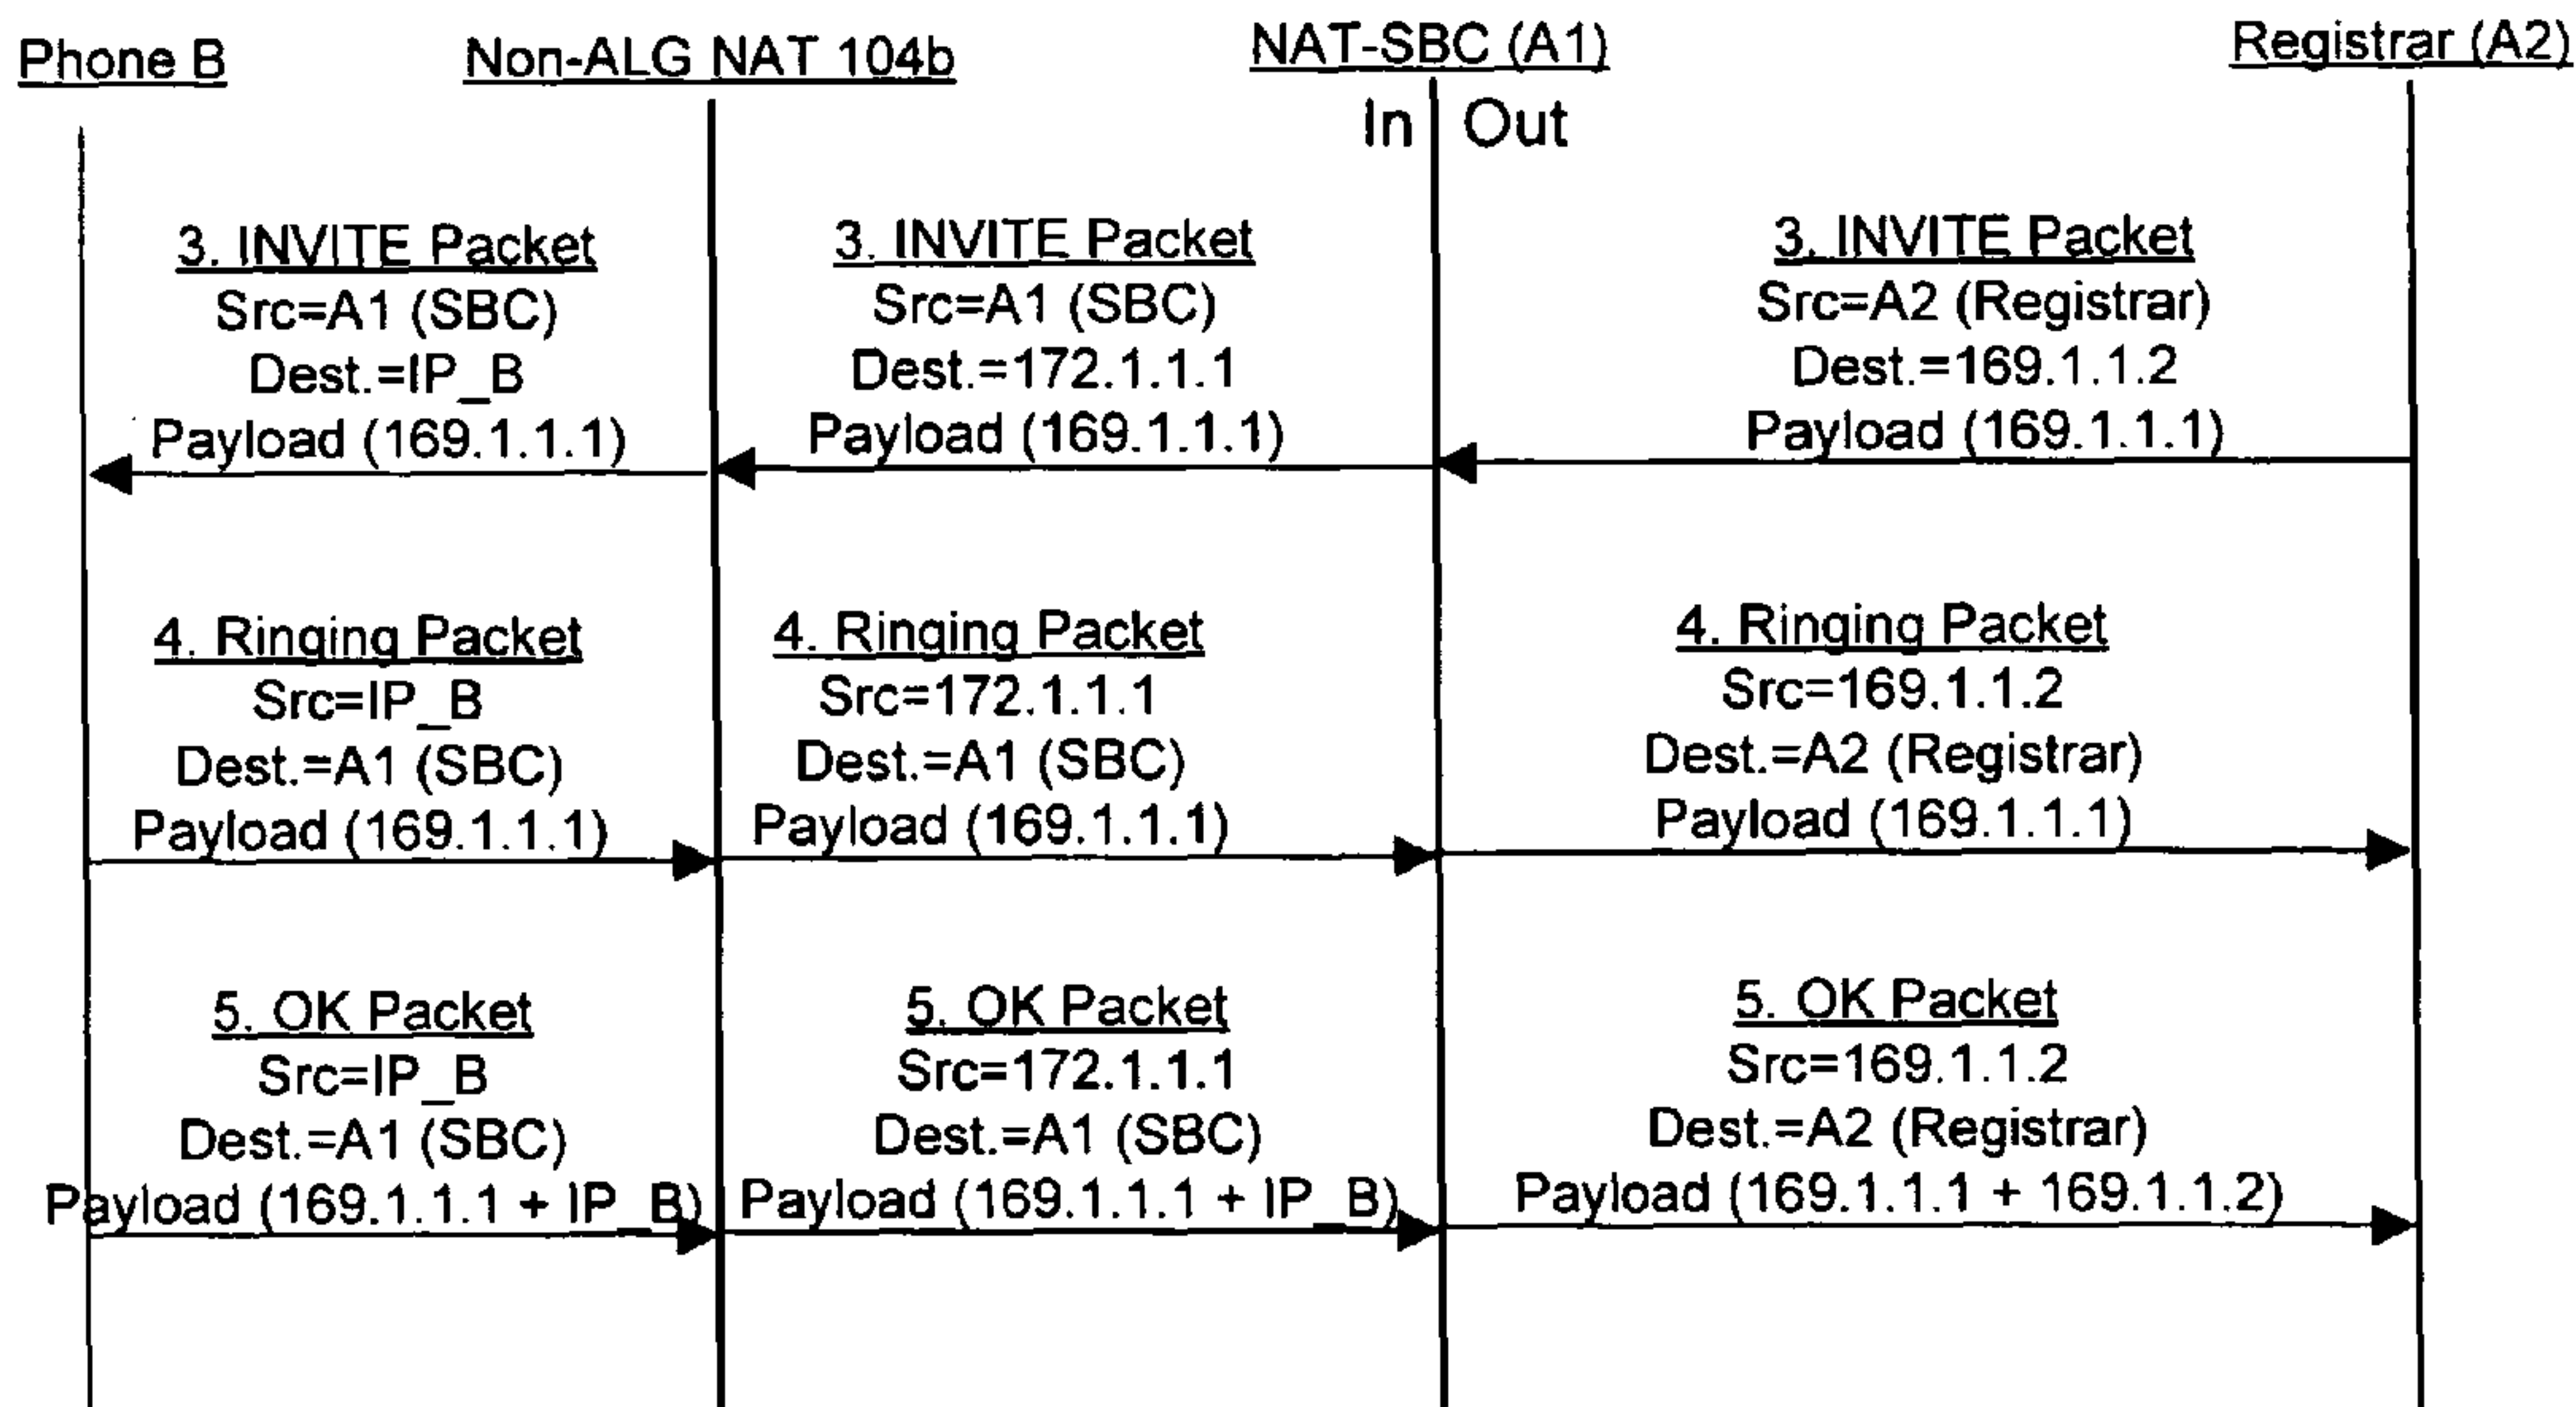 Phone B
Non-ALG NAT 104b
NAT-SBC (A1)
Registrar (A2)
In
Out
3. INVITE Packet
Src=A1 (SBC)
Dest.=IP_B
Payload (169.1.1.1)
3. INVITE Packet
Src=A1 (SBC)
Dest.=172.1.1.1
Payload (169.1.1.1)
3. INVITE Packet
Src=A2 (Registrar)
Dest.=169.1.1.2
Payload (169.1.1.1)
4. Ringing Packet
Src=IP_B
Dest.=A1 (SBC)
Payload (169.1.1.1)
4. Ringing Packet
Src=172.1.1.1
Dest.=A1 (SBC)
Payload (169.1.1.1)
4. Ringing Packet
Src=169.1.1.2
Dest.=A2 (Registrar)
Payload (169.1.1.1)
5. OK Packet
Src=IP_B
Dest.=A1 (SBC)
Payload (169.1.1.1 + IP_B)
5. OK Packet
Src=172.1.1.1
Dest.=A1 (SBC)
Payload (169.1.1.1 + IP_B)
5. OK Packet
Src=169.1.1.2
Dest.=A2 (Registrar)
Payload (169.1.1.1 + 169.1.1.2)